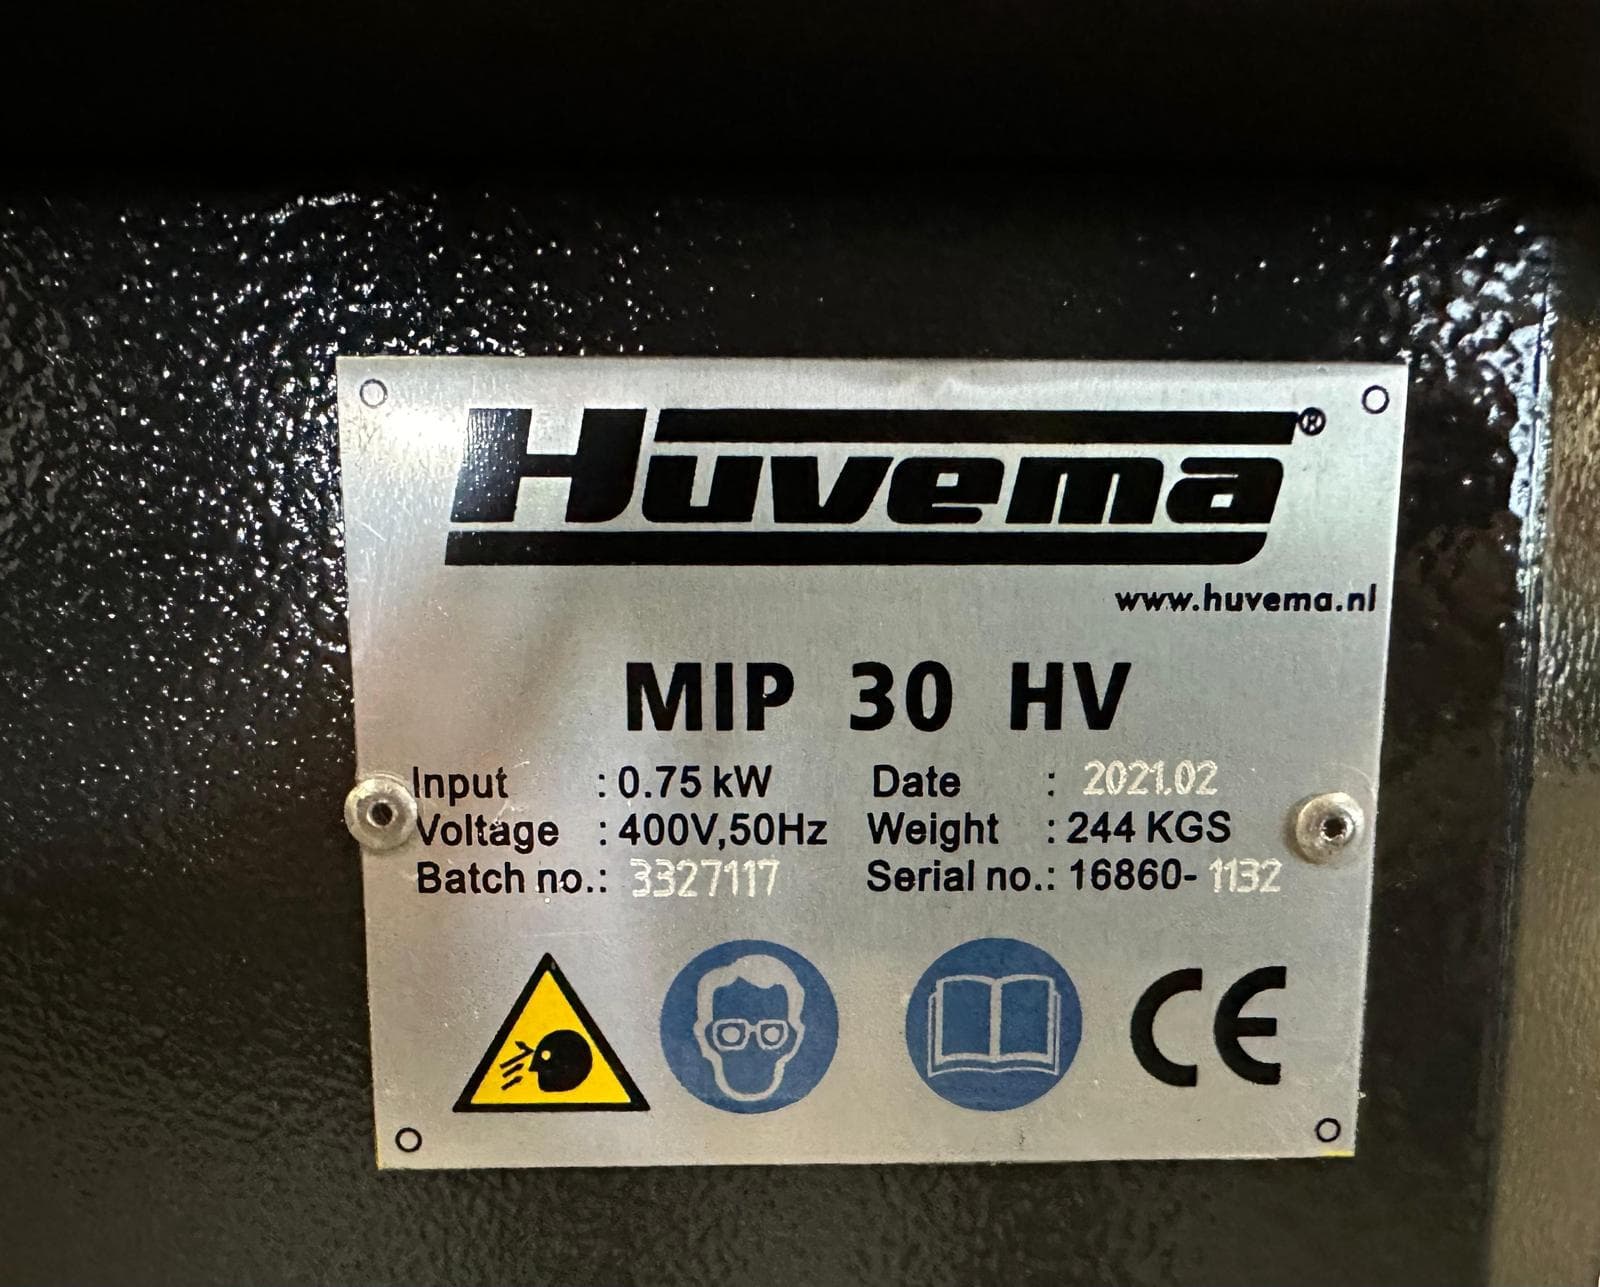 Huvema®
www.huvema.nl
MIP 30 HV
Input : 0.75 kW Date : 2021.02
Voltage : 400V,50Hz Weight : 244 KGS
Batch no.: 3327117 Serial no.: 16860-1132
CE